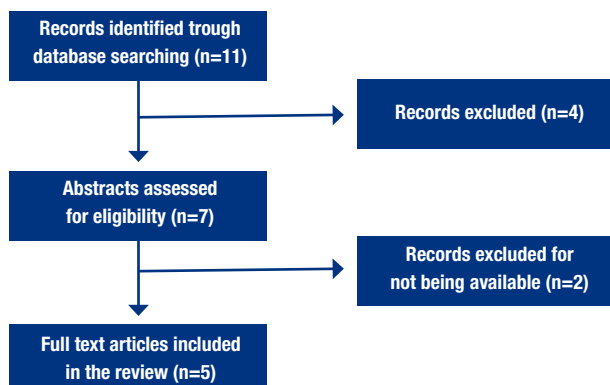 Records identified trough
database searching (n=11)
Records excluded (n=4)
Abstracts assessed
for eligibility (n=7)
Records excluded for
not being available (n=2)
Full text articles included
in the review (n=5)